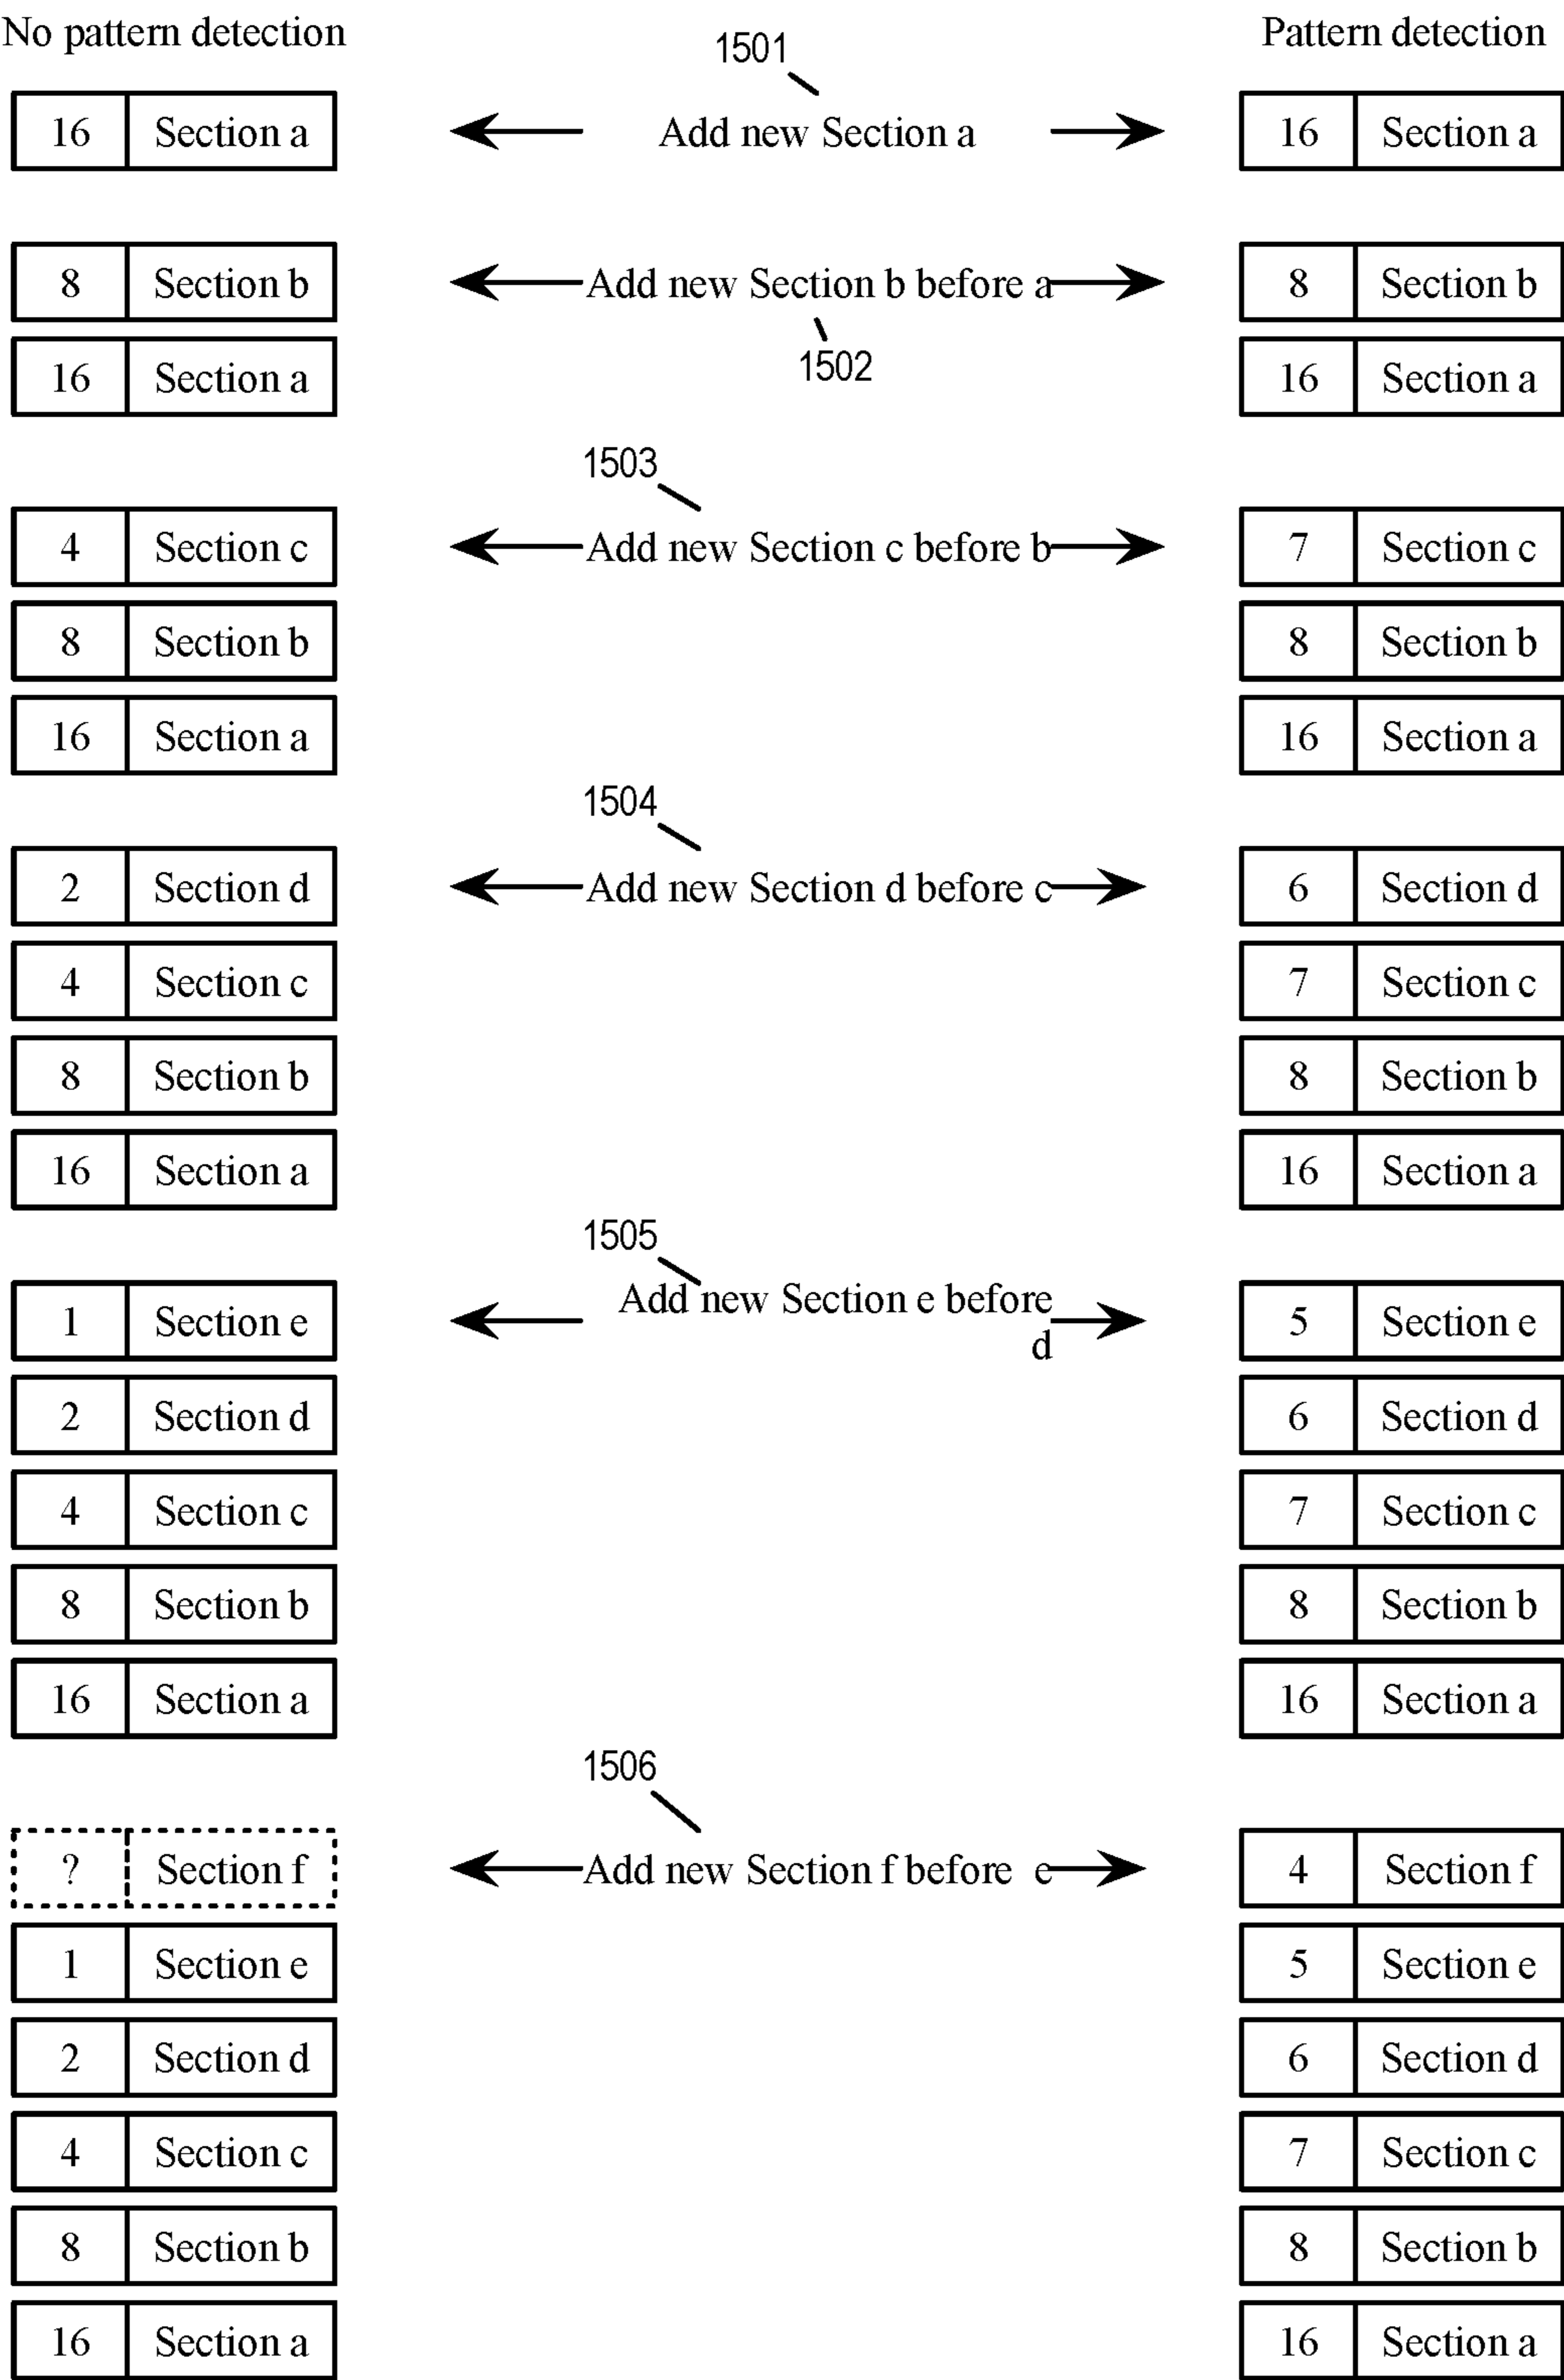 No pattern detection
Pattern detection
1501
16 Section a
Add new Section a
16 Section a
8 Section b
Add new Section b before a
8 Section b
1502
16 Section a
16 Section a
1503
4 Section c
Add new Section c before b
7 Section c
8 Section b
8 Section b
16 Section a
16 Section a
1504
2 Section d
Add new Section d before c
6 Section d
4 Section c
7 Section c
8 Section b
8 Section b
16 Section a
16 Section a
1505
1 Section e
Add new Section e before
d
5 Section e
2 Section d
6 Section d
4 Section c
7 Section c
8 Section b
8 Section b
16 Section a
16 Section a
1506
? Section f
Add new Section f before e
4 Section f
1 Section e
5 Section e
2 Section d
6 Section d
4 Section c
7 Section c
8 Section b
8 Section b
16 Section a
16 Section a